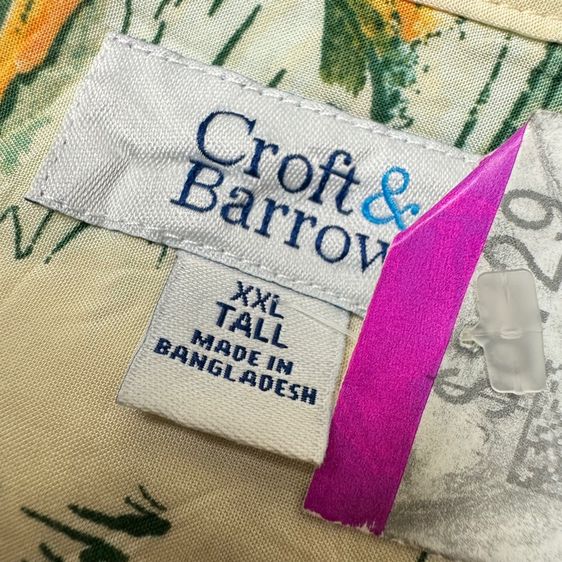 Croft &
Barrow
XXL
TALL
MADE IN
BANGLADESH